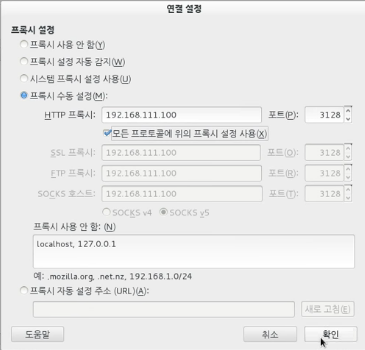 연결 설정
프록시 설정
프록시 사용 안 함(Y)
프록시 설정 자동 감지(W)
시스템 프록시 설정 사용(U)
프록시 수동 설정(M):
HTTP 프록시: 192.168.111.100 포트(P): 3128
모든 프로토콜에 위의 프록시 설정 사용(X)
SSL 프록시: 192.168.111.100 포트(O): 3128
FTP 프록시: 192.168.111.100 포트(R): 3128
SOCKS 호스트: 192.168.111.100 포트(T): 3128
SOCKS v4 SOCKS v5
프록시 사용 안 함: (N)
localhost, 127.0.0.1
예: .mozilla.org, .net.nz, 192.168.1.0/24
프록시 자동 설정 주소 (URL)(A):
새로 고침(E)
도움말 취소 확인